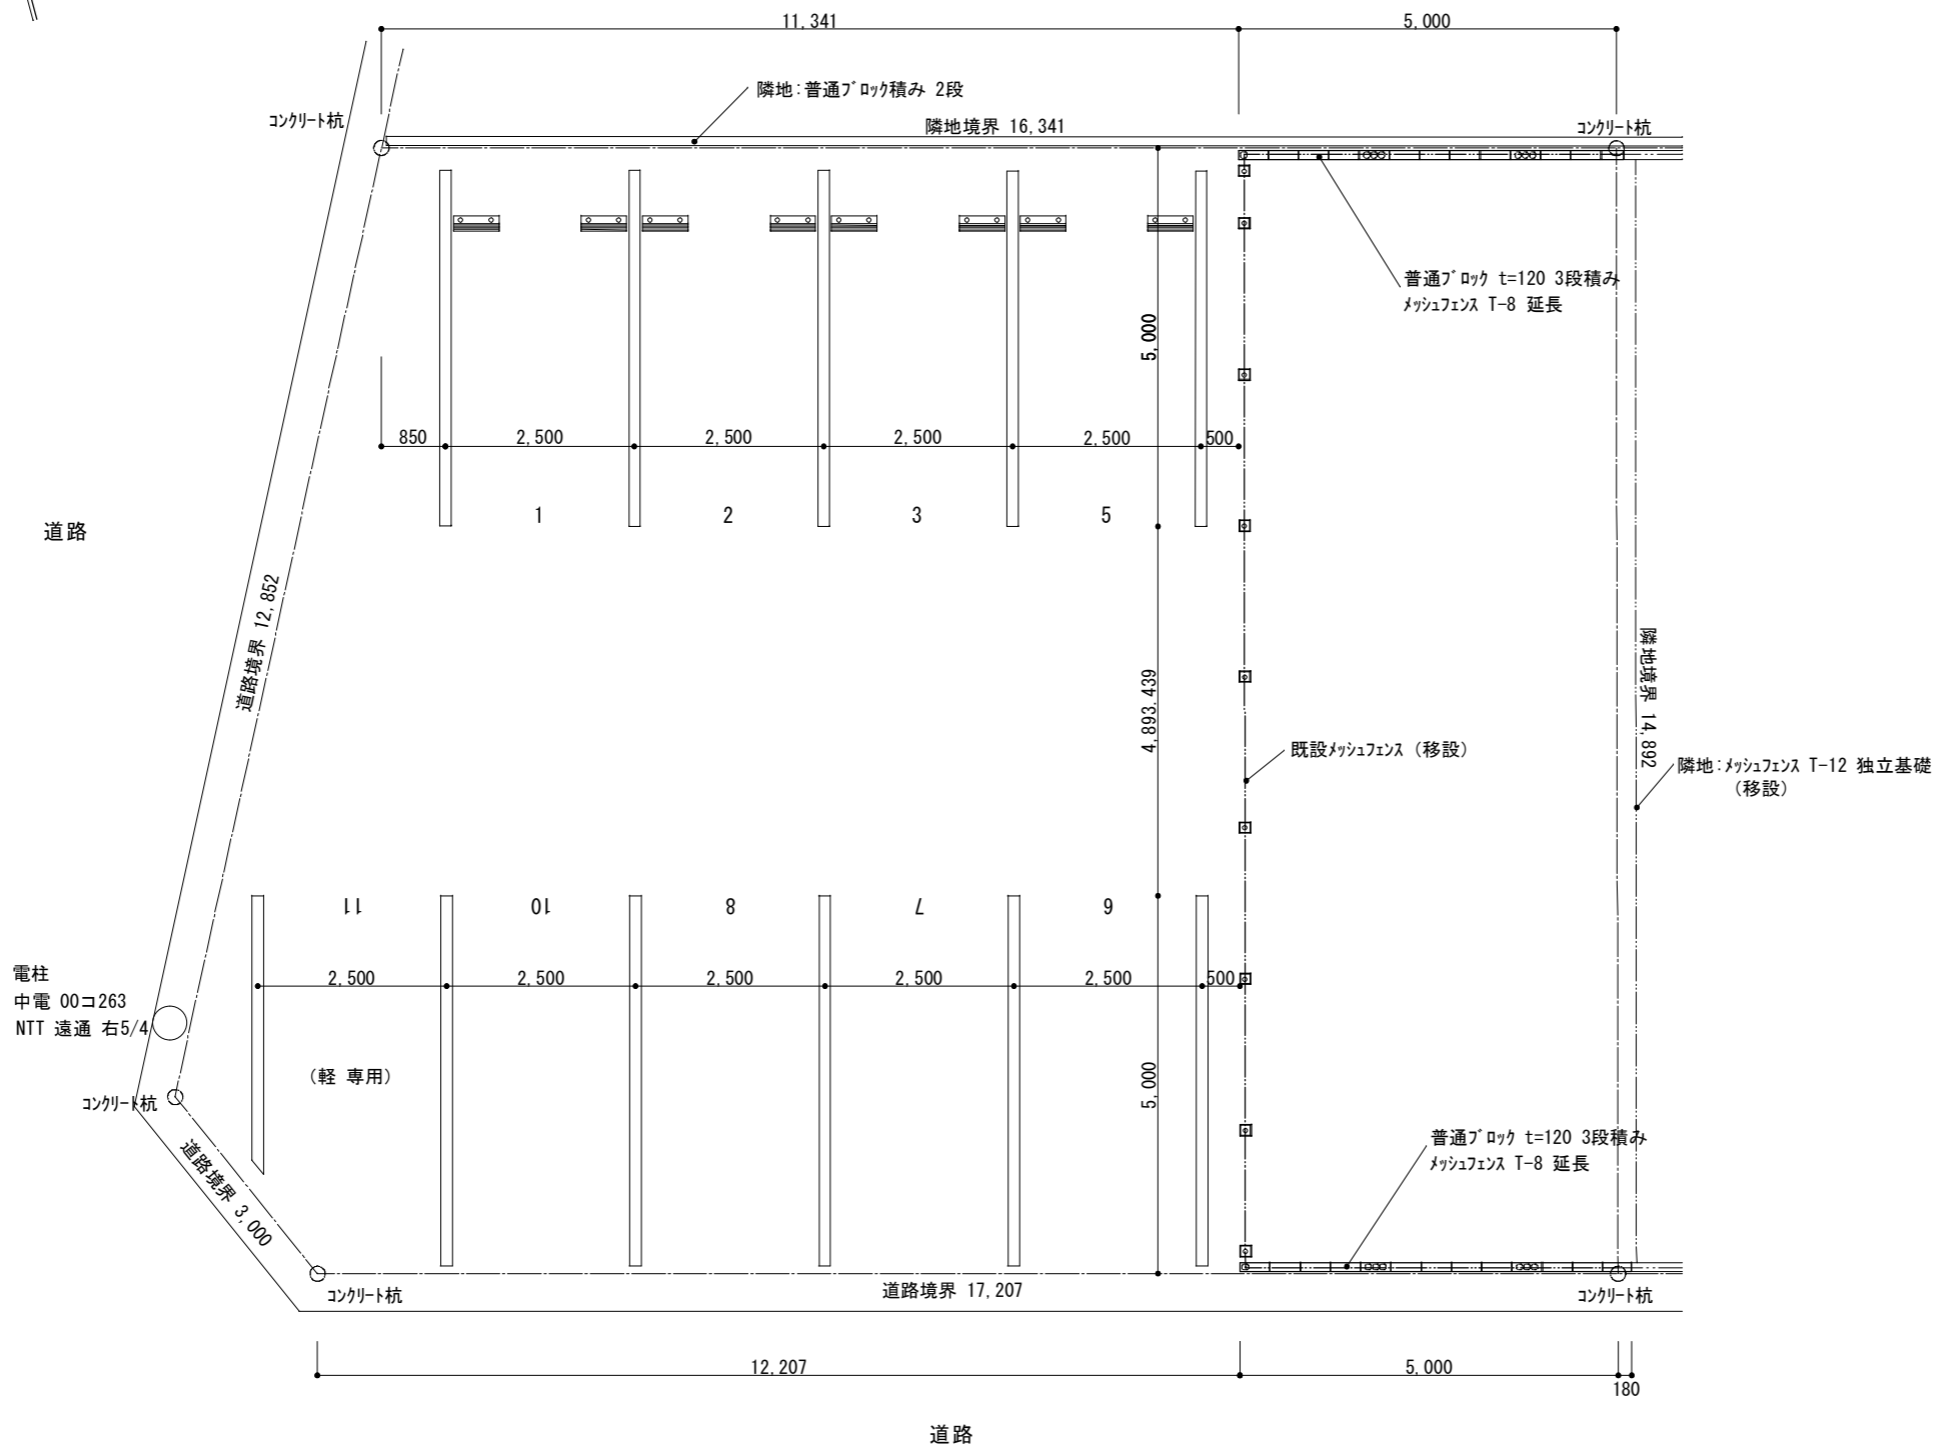 11,341
5,000
隣地:普通ブロック積み 2段
コンクリート杭
隣地境界 16,341
コンクリート杭
普通ブロック t=120 3段積み
メッシュフェンス T-8 延長
5,000
850
2,500
2,500
2,500
2,500
500
1
2
3
5
道路
道路境界 12,852
隣地境界 14,892
4,893.439
既設メッシュフェンス (移設)
隣地:メッシュフェンス T-12 独立基礎
(移設)
11
10
8
7
6
電柱
中電 00コ263
NTT 遠通 右5/4
2,500
2,500
2,500
2,500
2,500
500
(軽 専用)
5,000
コンクリート杭
道路境界 3,000
普通ブロック t=120 3段積み
メッシュフェンス T-8 延長
コンクリート杭
道路境界 17,207
コンクリート杭
12,207
5,000
180
道路